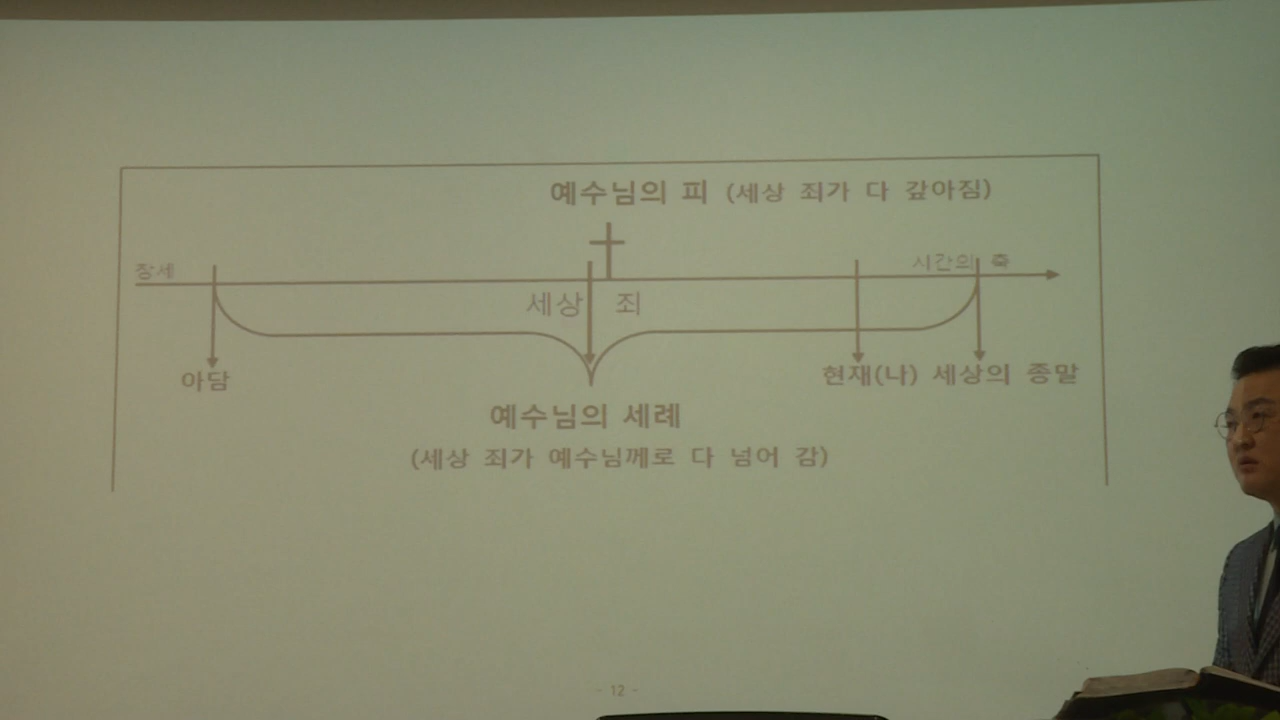 예수님의 피 (세상 죄가 다 갚아짐)
창세
시간의 축
세상 죄
아담
현재(나) 세상의 종말
예수님의 세례
(세상 죄가 예수님께로 다 넘어 감)
- 12 -